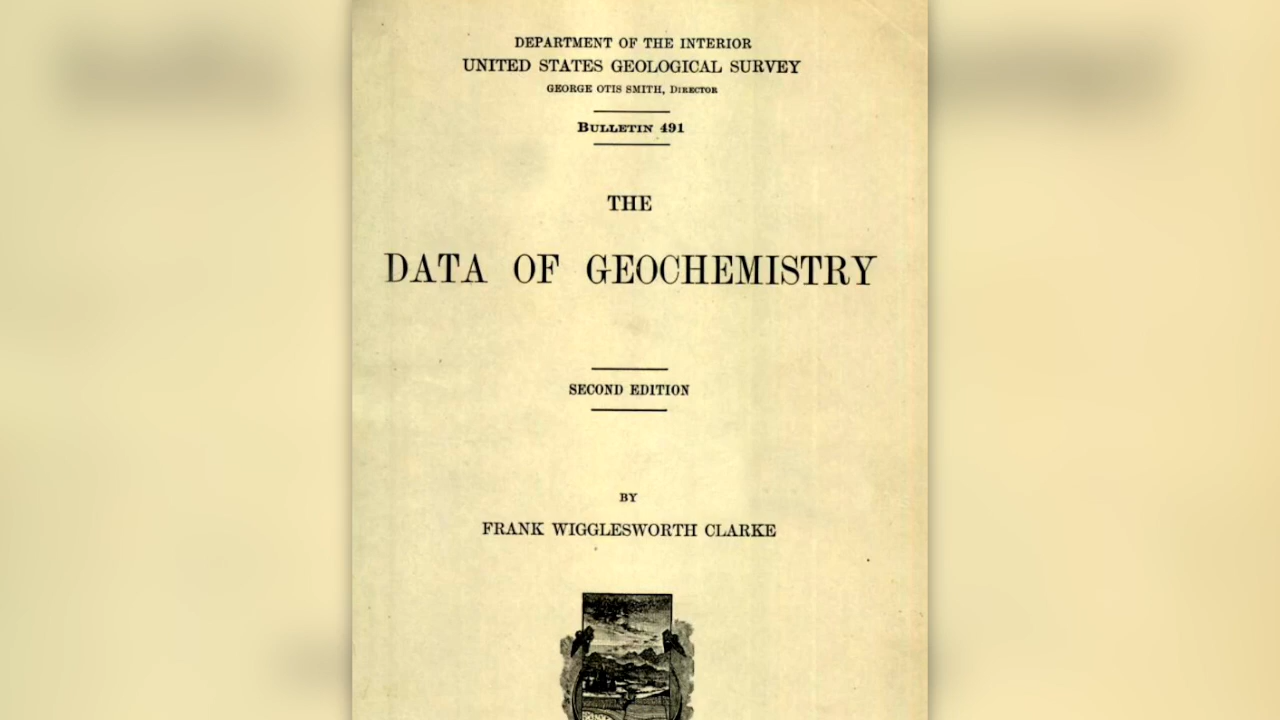 DEPARTMENT OF THE INTERIOR
UNITED STATES GEOLOGICAL SURVEY
GEORGE OTIS SMITH, DIRECTOR
BULLETIN 491
THE
DATA OF GEOCHEMISTRY
SECOND EDITION
BY
FRANK WIGGLESWORTH CLARKE